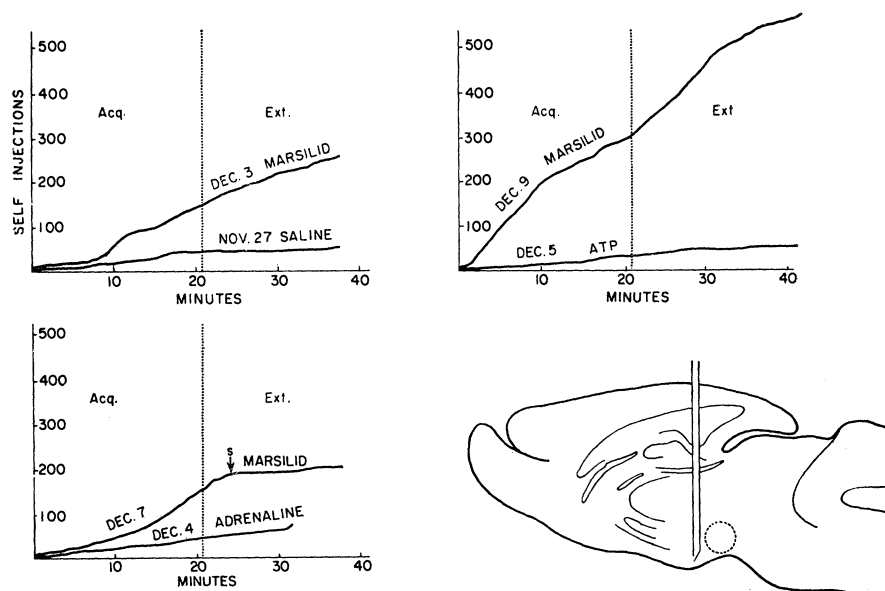 SELF INJECTIONS
500
400
300
200
100
Acq.
Ext.
DEC. 3 MARSILID
NOV. 27 SALINE
10
20
30
40
MINUTES
500
400
300
200
100
Acq.
Ext
DEC. 9 MARSILID
DEC. 5 ATP
10
20
30
40
MINUTES
500
400
300
200
100
Acq.
Ext.
S
DEC. 7 MARSILID
DEC. 4 ADRENALINE
10
20
30
40
MINUTES